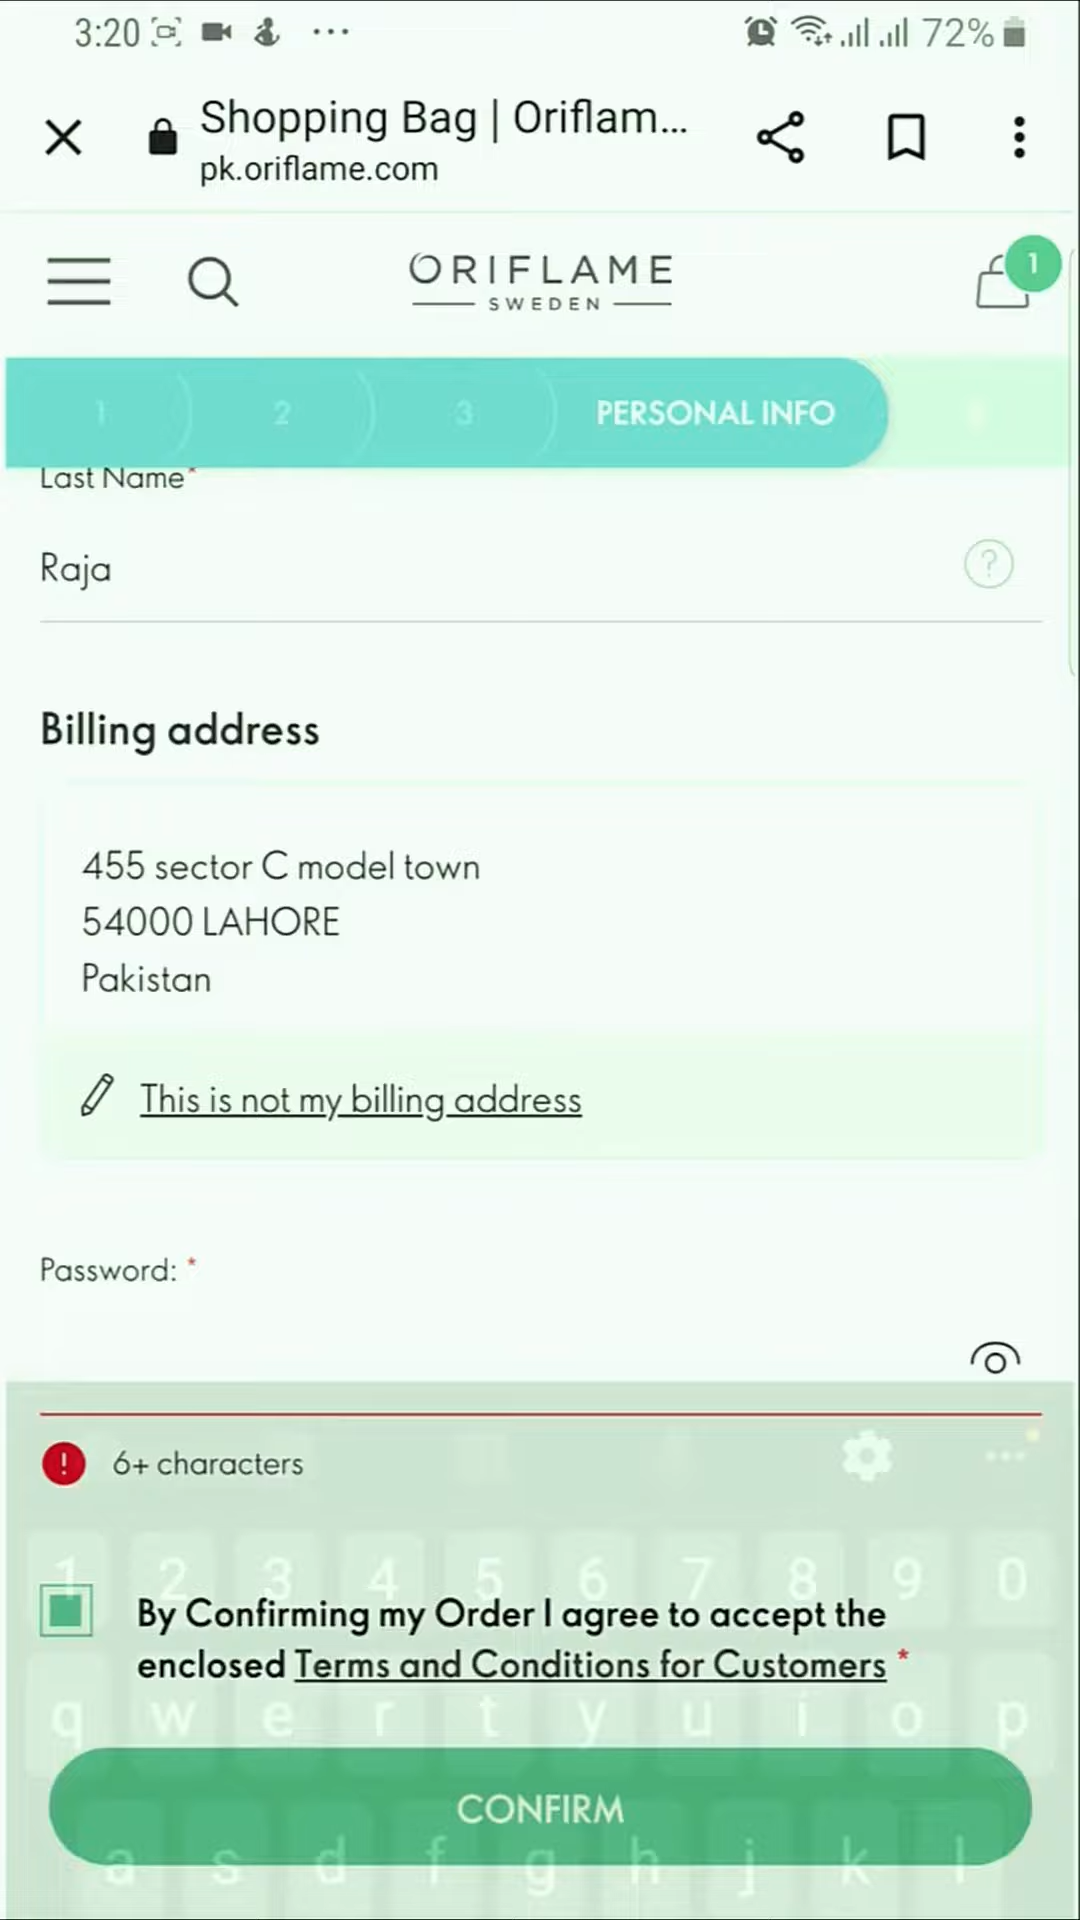 3:20
72%
Shopping Bag | Oriflam...
pk.oriflame.com
ORIFLAME
SWEDEN
1
1 2 3 PERSONAL INFO
Last Name*
Raja
?
Billing address
455 sector C model town
54000 LAHORE
Pakistan
This is not my billing address
Password: *
! 6+ characters
1 2 3 4 5 6 7 8 9 0
By Confirming my Order I agree to accept the
enclosed Terms and Conditions for Customers *
q w e r t y u i o p
CONFIRM
a s d f g h j k l